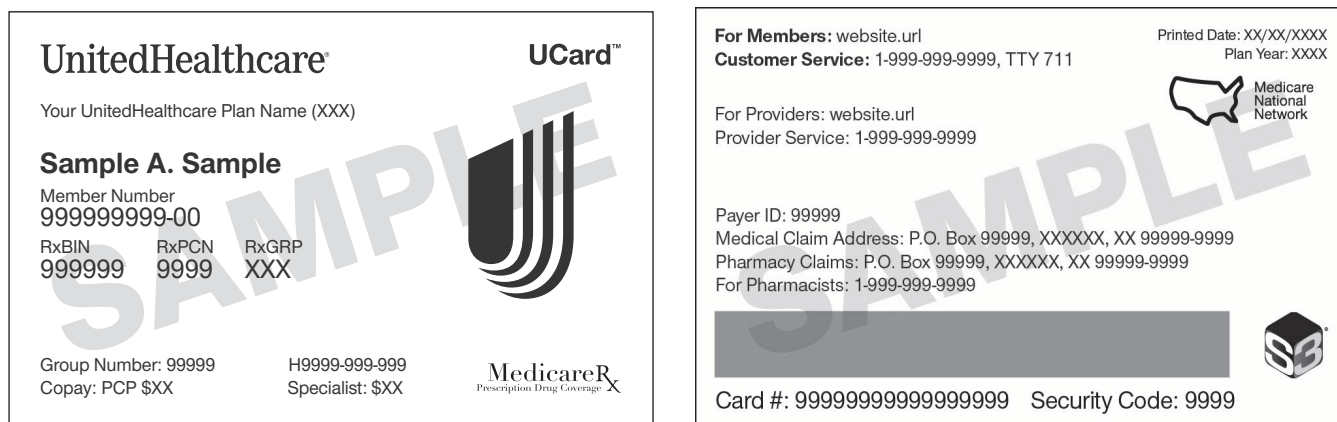 UnitedHealthcare®
UCard™
Your UnitedHealthcare Plan Name (XXX)
Sample A. Sample
Member Number
999999999-00
RxBIN RxPCN RxGRP
999999 9999 XXX
Group Number: 99999 H9999-999-999
Copay: PCP $XX Specialist: $XX
MedicareRx
Prescription Drug Coverage
SAMPLE
For Members: website.url
Customer Service: 1-999-999-9999, TTY 711
Printed Date: XX/XX/XXXX
Plan Year: XXXX
Medicare
National
Network
For Providers: website.url
Provider Service: 1-999-999-9999
Payer ID: 99999
Medical Claim Address: P.O. Box 99999, XXXXXX, XX 99999-9999
Pharmacy Claims: P.O. Box 99999, XXXXXX, XX 99999-9999
For Pharmacists: 1-999-999-9999
S3®
Card #: 99999999999999999 Security Code: 9999
SAMPLE